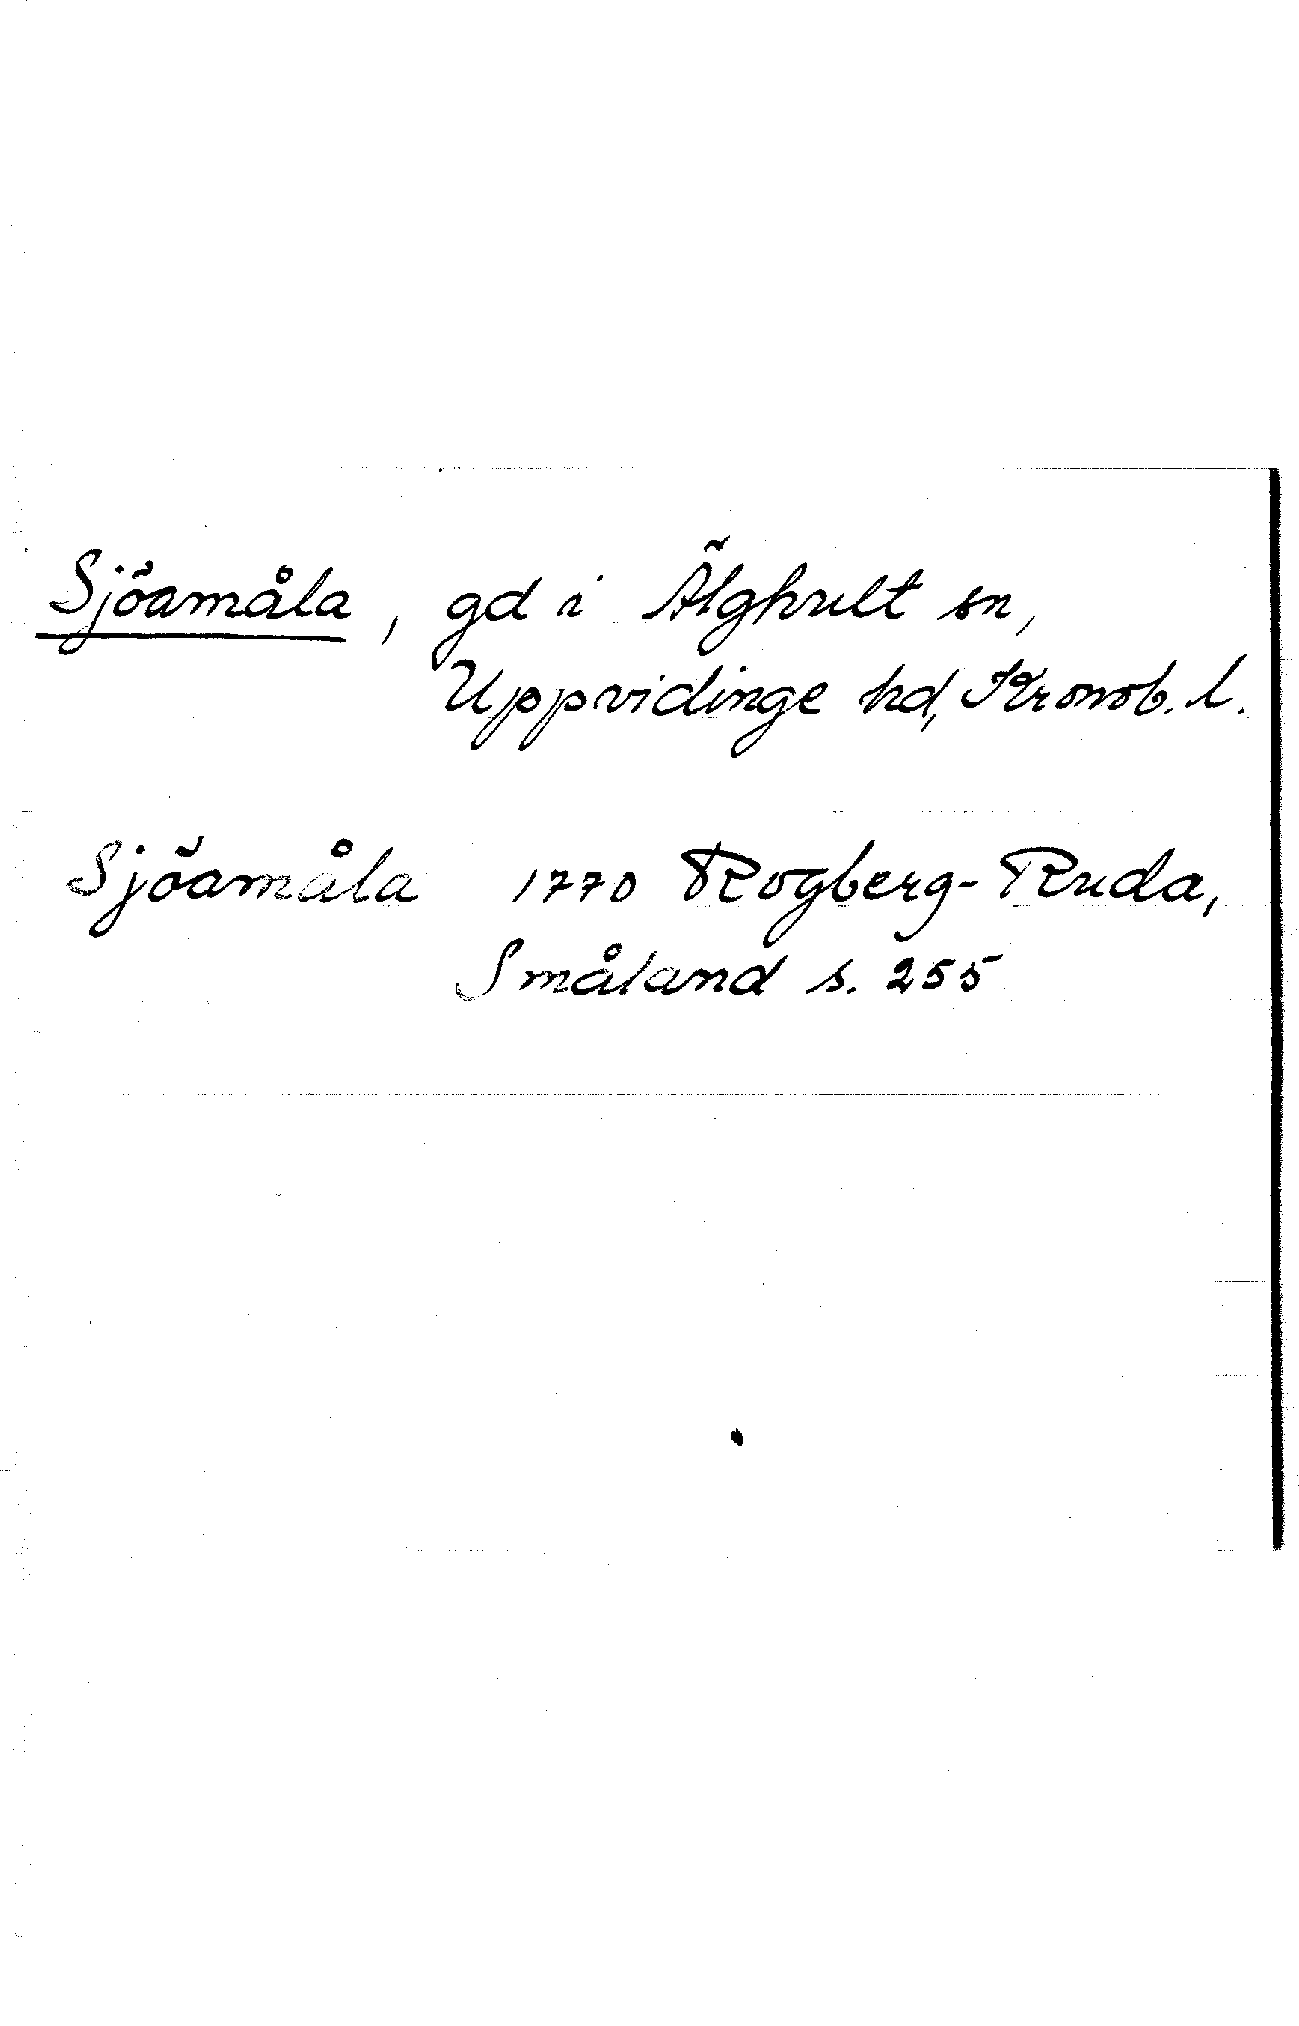 Sjöamåla, gd i Älghult sn,
Uppvidinge hd, Kronob. l.
Sjöamåla 1770 Rogberg-Ruda,
Småland s. 255